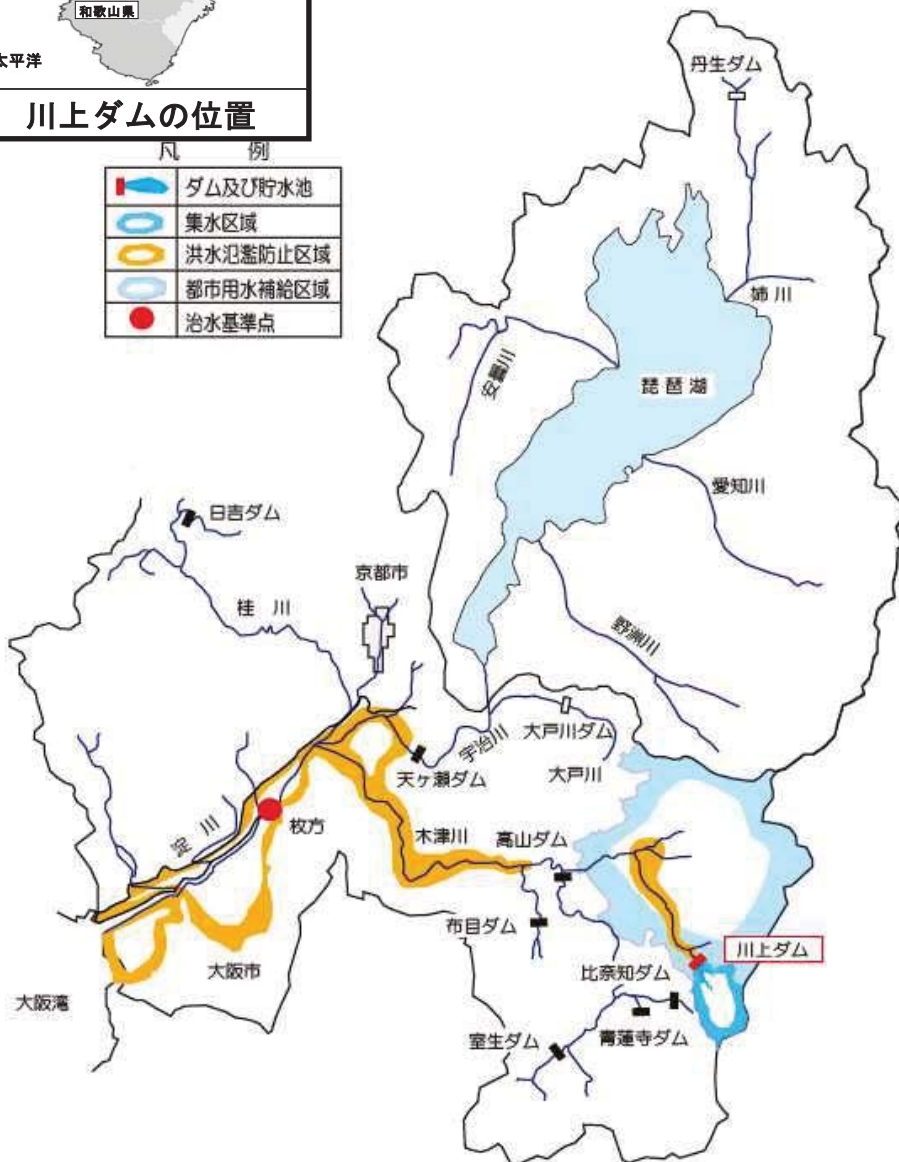 和歌山県
太平洋
川上ダムの位置
凡 例
ダム及び貯水池
集水区域
洪水氾濫防止区域
都市用水補給区域
治水基準点
丹生ダム
姉川
安曇川
琵琶湖
愛知川
日吉ダム
京都市
桂 川
野洲川
宇治川
大戸川ダム
天ヶ瀬ダム
大戸川
淀 川
枚方
木津川
高山ダム
布目ダム
川上ダム
大阪市
比奈知ダム
大阪湾
室生ダム
青蓮寺ダム